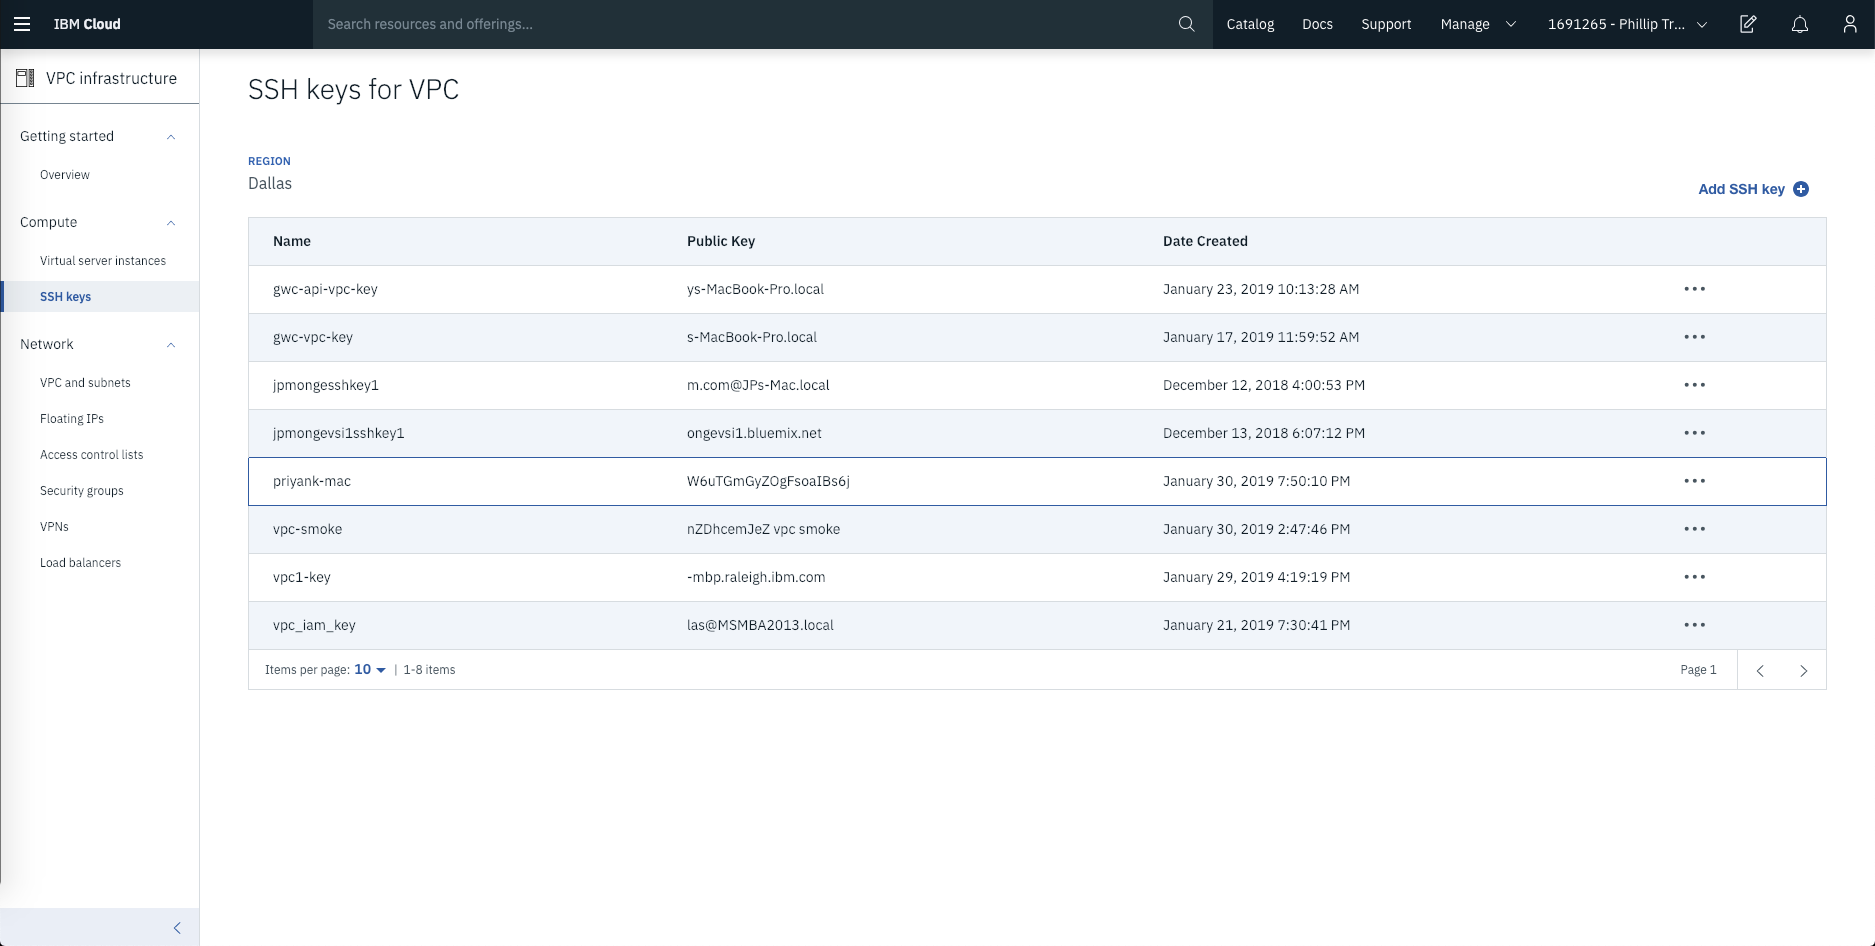 IBM Cloud
Search resources and offerings...
Catalog
Docs
Support
Manage
1691265 - Phillip Tr...
VPC infrastructure
Getting started
Overview
Compute
Virtual server instances
SSH keys
Network
VPC and subnets
Floating IPs
Access control lists
Security groups
VPNs
Load balancers
SSH keys for VPC
REGION
Dallas
Add SSH key
Name Public Key Date Created
gwc-api-vpc-key ys-MacBook-Pro.local January 23, 2019 10:13:28 AM
gwc-vpc-key s-MacBook-Pro.local January 17, 2019 11:59:52 AM
jpmongesshkey1 m.com@JPs-Mac.local December 12, 2018 4:00:53 PM
jpmongevsi1sshkey1 ongevsi1.bluemix.net December 13, 2018 6:07:12 PM
priyank-mac W6uTGmGyZOgFsoaIBs6j January 30, 2019 7:50:10 PM
vpc-smoke nZDhcemJeZ vpc smoke January 30, 2019 2:47:46 PM
vpc1-key -mbp.raleigh.ibm.com January 29, 2019 4:19:19 PM
vpc_iam_key las@MSMBA2013.local January 21, 2019 7:30:41 PM
Items per page: 10 | 1-8 items
Page 1